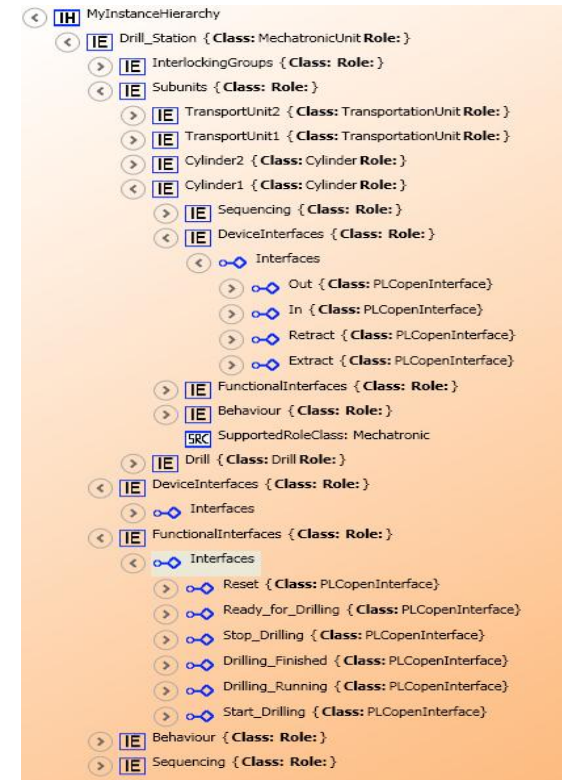 IH MyInstanceHierarchy
IE Drill_Station { Class: MechatronicUnit Role: }
IE InterlockingGroups { Class: Role: }
IE Subunits { Class: Role: }
IE TransportUnit2 { Class: TransportationUnit Role: }
IE TransportUnit1 { Class: TransportationUnit Role: }
IE Cylinder2 { Class: Cylinder Role: }
IE Cylinder1 { Class: Cylinder Role: }
IE Sequencing { Class: Role: }
IE DeviceInterfaces { Class: Role: }
Interfaces
Out { Class: PLCopenInterface}
In { Class: PLCopenInterface}
Retract { Class: PLCopenInterface}
Extract { Class: PLCopenInterface}
IE FunctionalInterfaces { Class: Role: }
IE Behaviour { Class: Role: }
SRC SupportedRoleClass: Mechatronic
IE Drill { Class: Drill Role: }
IE DeviceInterfaces { Class: Role: }
Interfaces
IE FunctionalInterfaces { Class: Role: }
Interfaces
Reset { Class: PLCopenInterface}
Ready_for_Drilling { Class: PLCopenInterface}
Stop_Drilling { Class: PLCopenInterface}
Drilling_Finished { Class: PLCopenInterface}
Drilling_Running { Class: PLCopenInterface}
Start_Drilling { Class: PLCopenInterface}
IE Behaviour { Class: Role: }
IE Sequencing { Class: Role: }